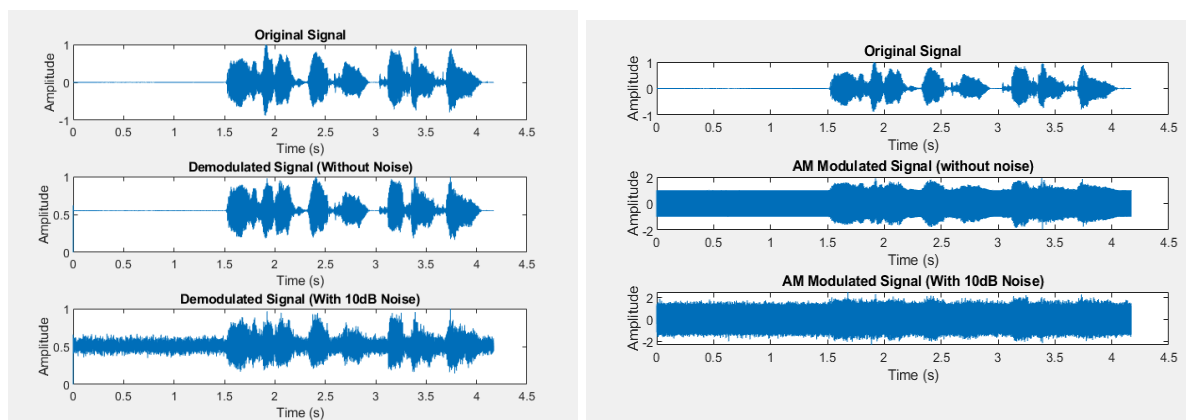 Original Signal
1
0
-1
Amplitude
0 0.5 1 1.5 2 2.5 3 3.5 4 4.5
Time (s)
Demodulated Signal (Without Noise)
1
0.5
0
Amplitude
0 0.5 1 1.5 2 2.5 3 3.5 4 4.5
Time (s)
Demodulated Signal (With 10dB Noise)
1
0.5
0
Amplitude
0 0.5 1 1.5 2 2.5 3 3.5 4 4.5
Time (s)
Original Signal
1
0
-1
Amplitude
0 0.5 1 1.5 2 2.5 3 3.5 4 4.5
Time (s)
AM Modulated Signal (without noise)
2
0
-2
Amplitude
0 0.5 1 1.5 2 2.5 3 3.5 4 4.5
Time (s)
AM Modulated Signal (With 10dB Noise)
2
0
-2
Amplitude
0 0.5 1 1.5 2 2.5 3 3.5 4 4.5
Time (s)